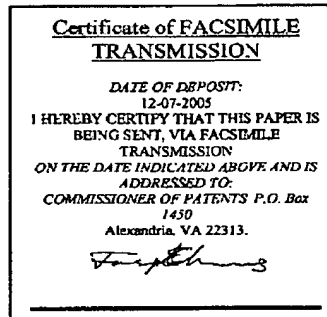 Certificate of FACSIMILE
TRANSMISSION
DATE OF DEPOSIT:
12-07-2005
I HEREBY CERTIFY THAT THIS PAPER IS
BEING SENT, VIA FACSIMILE
TRANSMISSION
ON THE DATE INDICATED ABOVE AND IS
ADDRESSED TO:
COMMISSIONER OF PATENTS P.O. Box
1450
Alexandria, VA 22313.